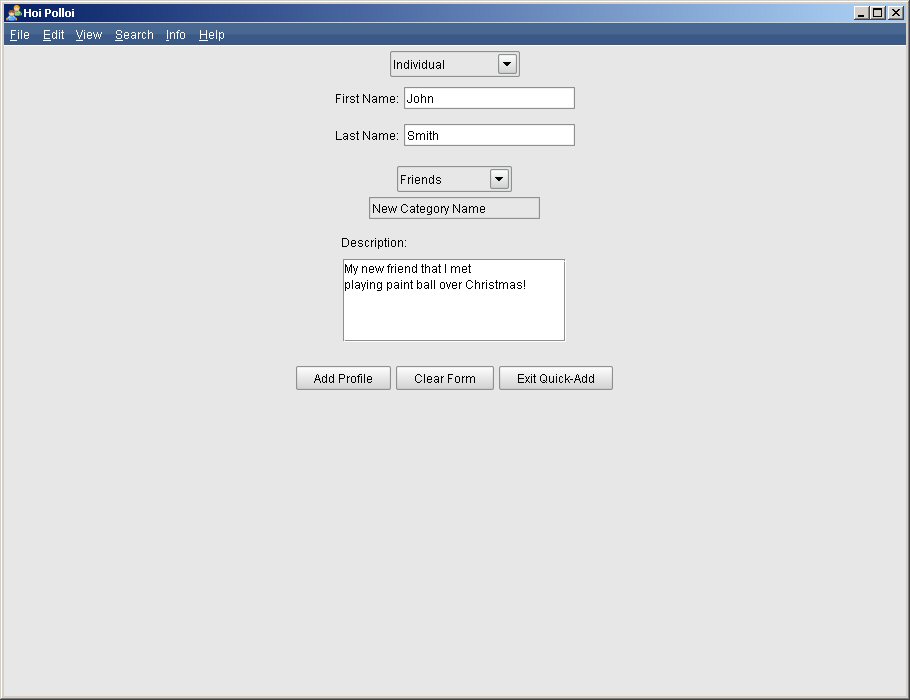 Hoi Polloi
File Edit View Search Info Help
Individual
First Name: John
Last Name: Smith
Friends
New Category Name
Description:
My new friend that I met
playing paint ball over Christmas!
Add Profile Clear Form Exit Quick-Add